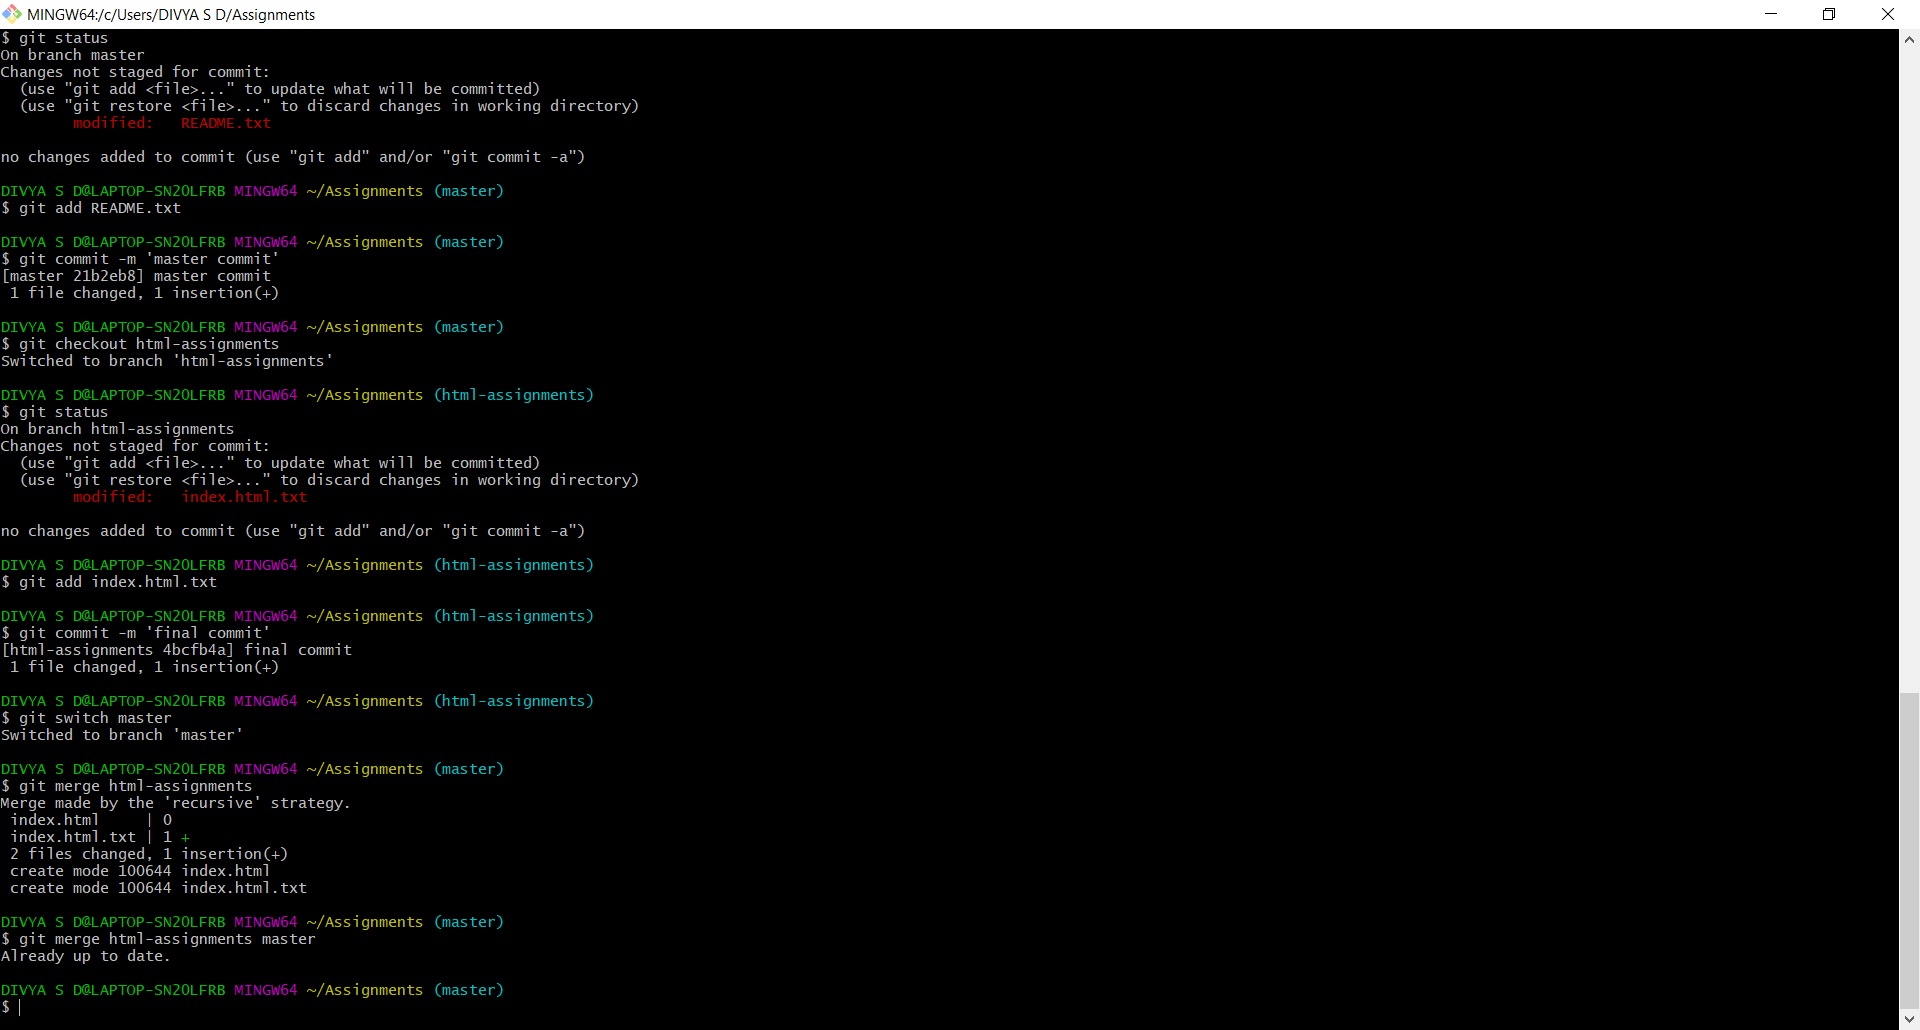 MINGW64:/c/Users/DIVYA S D/Assignments
$ git status
On branch master
Changes not staged for commit:
  (use "git add <file>..." to update what will be committed)
  (use "git restore <file>..." to discard changes in working directory)
        modified:   README.txt
no changes added to commit (use "git add" and/or "git commit -a")
DIVYA S D@LAPTOP-SN2OLFRB MINGW64 ~/Assignments (master)
$ git add README.txt
DIVYA S D@LAPTOP-SN2OLFRB MINGW64 ~/Assignments (master)
$ git commit -m 'master commit'
[master 21b2eb8] master commit
 1 file changed, 1 insertion(+)
DIVYA S D@LAPTOP-SN2OLFRB MINGW64 ~/Assignments (master)
$ git checkout html-assignments
Switched to branch 'html-assignments'
DIVYA S D@LAPTOP-SN2OLFRB MINGW64 ~/Assignments (html-assignments)
$ git status
On branch html-assignments
Changes not staged for commit:
  (use "git add <file>..." to update what will be committed)
  (use "git restore <file>..." to discard changes in working directory)
        modified:   index.html.txt
no changes added to commit (use "git add" and/or "git commit -a")
DIVYA S D@LAPTOP-SN2OLFRB MINGW64 ~/Assignments (html-assignments)
$ git add index.html.txt
DIVYA S D@LAPTOP-SN2OLFRB MINGW64 ~/Assignments (html-assignments)
$ git commit -m 'final commit'
[html-assignments 4bcfb4a] final commit
 1 file changed, 1 insertion(+)
DIVYA S D@LAPTOP-SN2OLFRB MINGW64 ~/Assignments (html-assignments)
$ git switch master
Switched to branch 'master'
DIVYA S D@LAPTOP-SN2OLFRB MINGW64 ~/Assignments (master)
$ git merge html-assignments
Merge made by the 'recursive' strategy.
 index.html     | 0
 index.html.txt | 1 +
 2 files changed, 1 insertion(+)
 create mode 100644 index.html
 create mode 100644 index.html.txt
DIVYA S D@LAPTOP-SN2OLFRB MINGW64 ~/Assignments (master)
$ git merge html-assignments master
Already up to date.
DIVYA S D@LAPTOP-SN2OLFRB MINGW64 ~/Assignments (master)
$